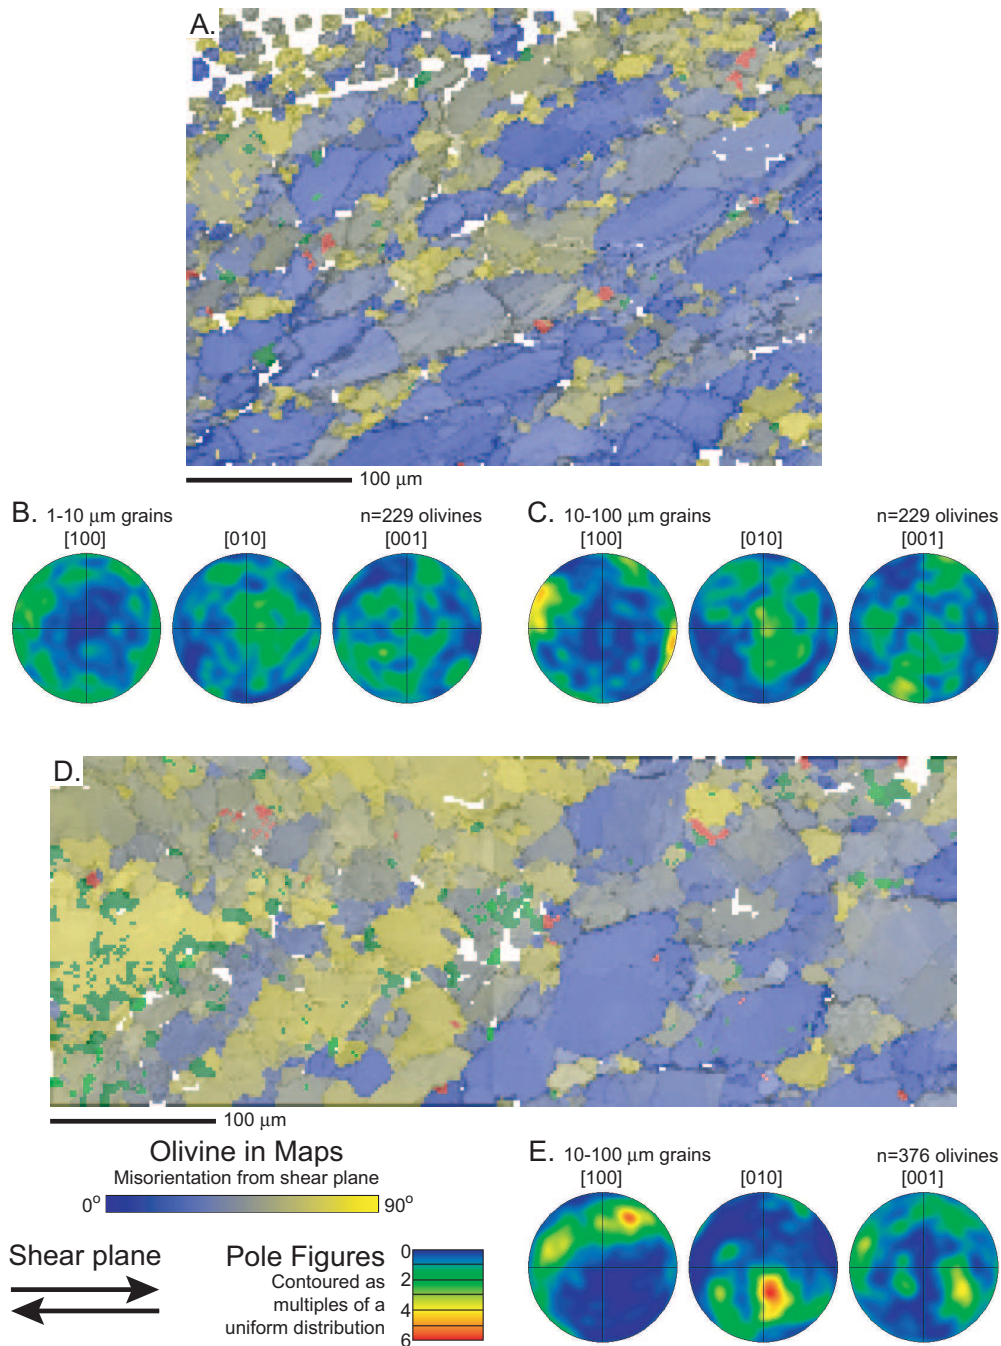 A.
100 μm
B. 1-10 μm grains n=229 olivines
[100] [010] [001]
C. 10-100 μm grains n=229 olivines
[100] [010] [001]
D.
100 μm
Olivine in Maps
Misorientation from shear plane
0° 90°
Shear plane
Pole Figures
Contoured as
multiples of a
uniform distribution
0
2
4
6
E. 10-100 μm grains n=376 olivines
[100] [010] [001]